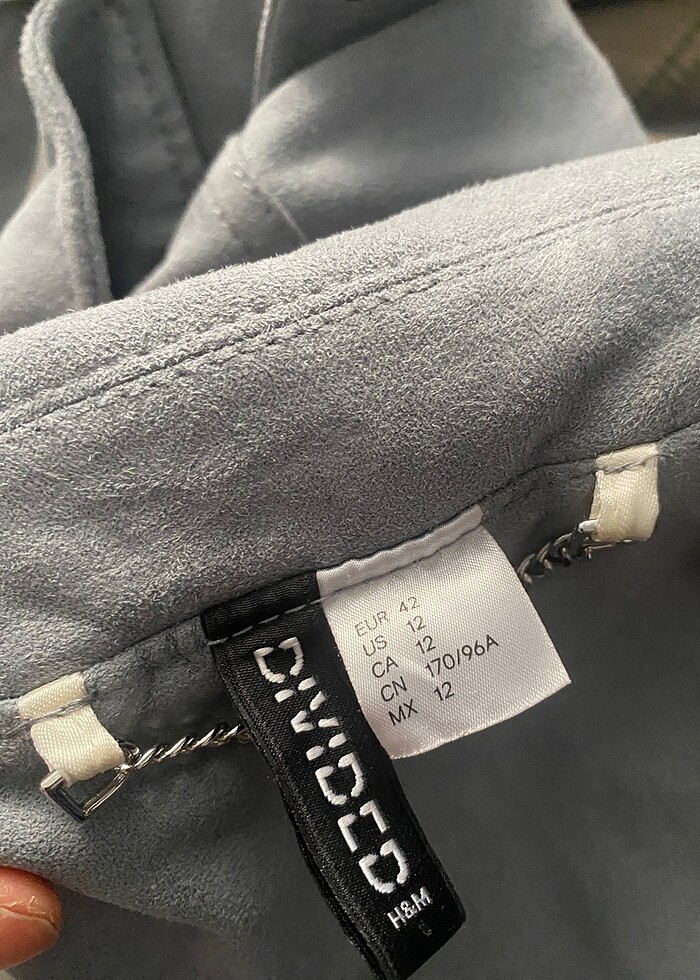 EUR 42
US 12
CA 12
CN 170/96A
MX 12
DIVIDED
H&M